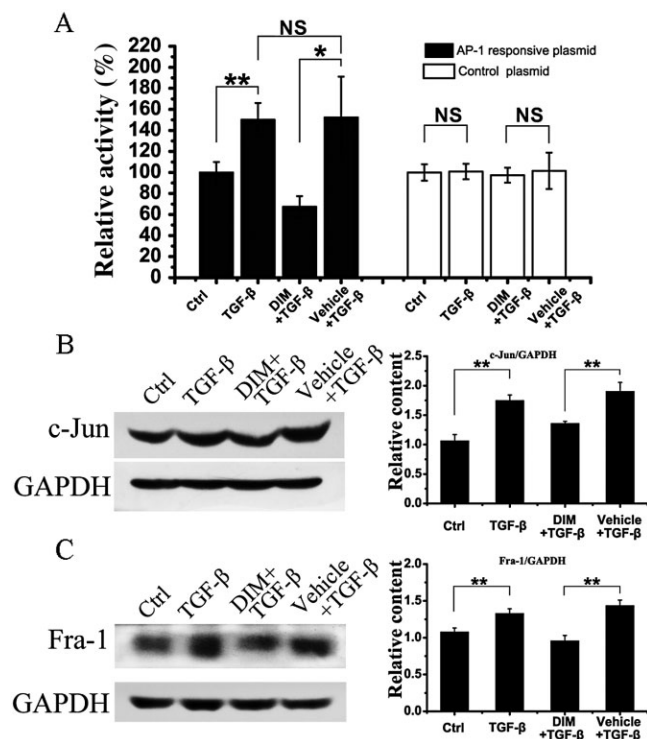 A
Relative activity (%)
220
200
180
160
140
120
100
80
60
40
20
0
**
NS
*
NS
NS
AP-1 responsive plasmid
Control plasmid
Ctrl
TGF-β
DIM
+TGF-β
Vehicle
+TGF-β
Ctrl
TGF-β
DIM
+TGF-β
Vehicle
+TGF-β
B
Ctrl
TGF-β
DIM+
TGF-β
Vehicle
+TGF-β
c-Jun
GAPDH
c-Jun/GAPDH
Relative content
2.5
2.0
1.5
1.0
0.5
0.0
**
**
Ctrl
TGF-β
DIM
+TGF-β
Vehicle
+TGF-β
C
Ctrl
TGF-β
DIM+
TGF-β
Vehicle
+TGF-β
Fra-1
GAPDH
Fra-1/GAPDH
Relative content
2.0
1.5
1.0
0.5
0.0
**
**
Ctrl
TGF-β
DIM
+TGF-β
Vehicle
+TGF-β